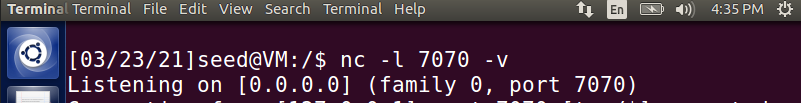 Terminal Terminal File Edit View Search Terminal Help En 4:35 PM
[03/23/21]seed@VM:/$ nc -l 7070 -v
Listening on [0.0.0.0] (family 0, port 7070)